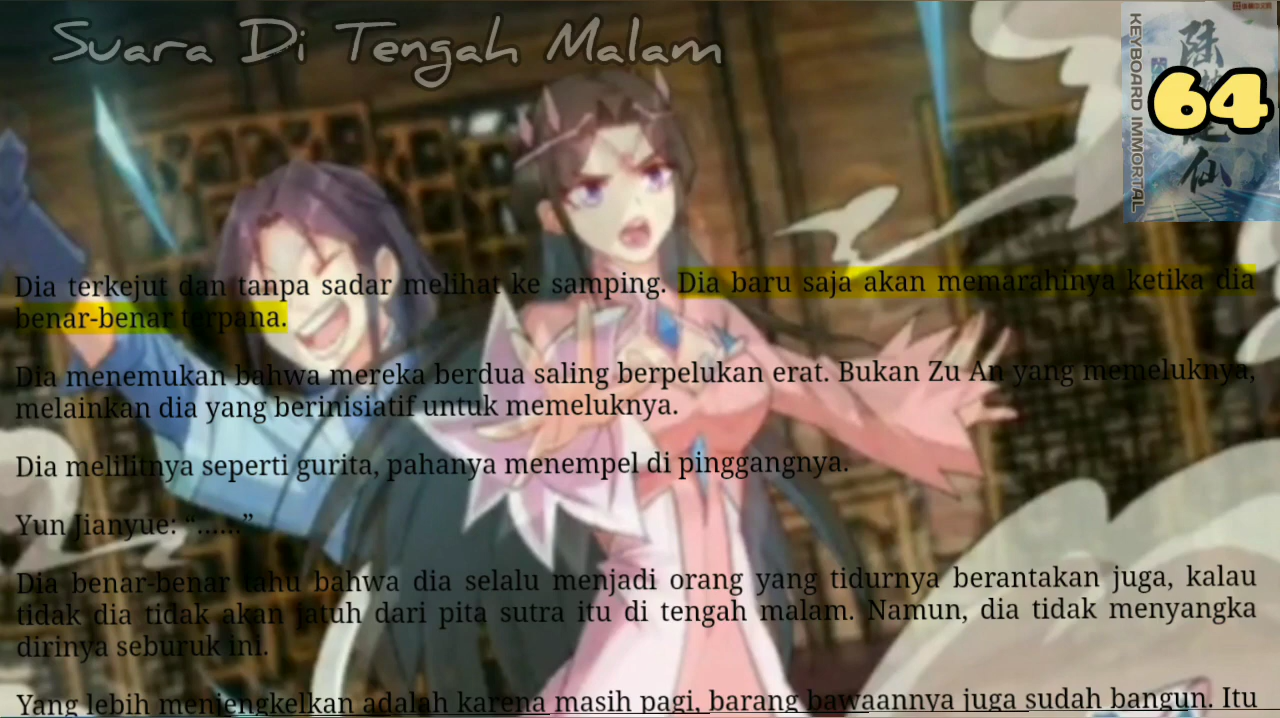 Suara Di Tengah Malam
64
KEYBOARD IMMORTAL
Dia terkejut dan tanpa sadar melihat ke samping. Dia baru saja akan memarahinya ketika dia
benar-benar terpana.
Dia menemukan bahwa mereka berdua saling berpelukan erat. Bukan Zu An yang memeluknya,
melainkan dia yang berinisiatif untuk memeluknya.
Dia melilitnya seperti gurita, pahanya menempel di pinggangnya.
Yun Jianyue: “......”
Dia benar-benar tahu bahwa dia selalu menjadi orang yang tidurnya berantakan juga, kalau
tidak dia tidak akan jatuh dari pita sutra itu di tengah malam. Namun, dia tidak menyangka
dirinya seburuk ini.
Yang lebih menjengkelkan adalah karena masih pagi, barang bawaannya juga sudah bangun. Itu